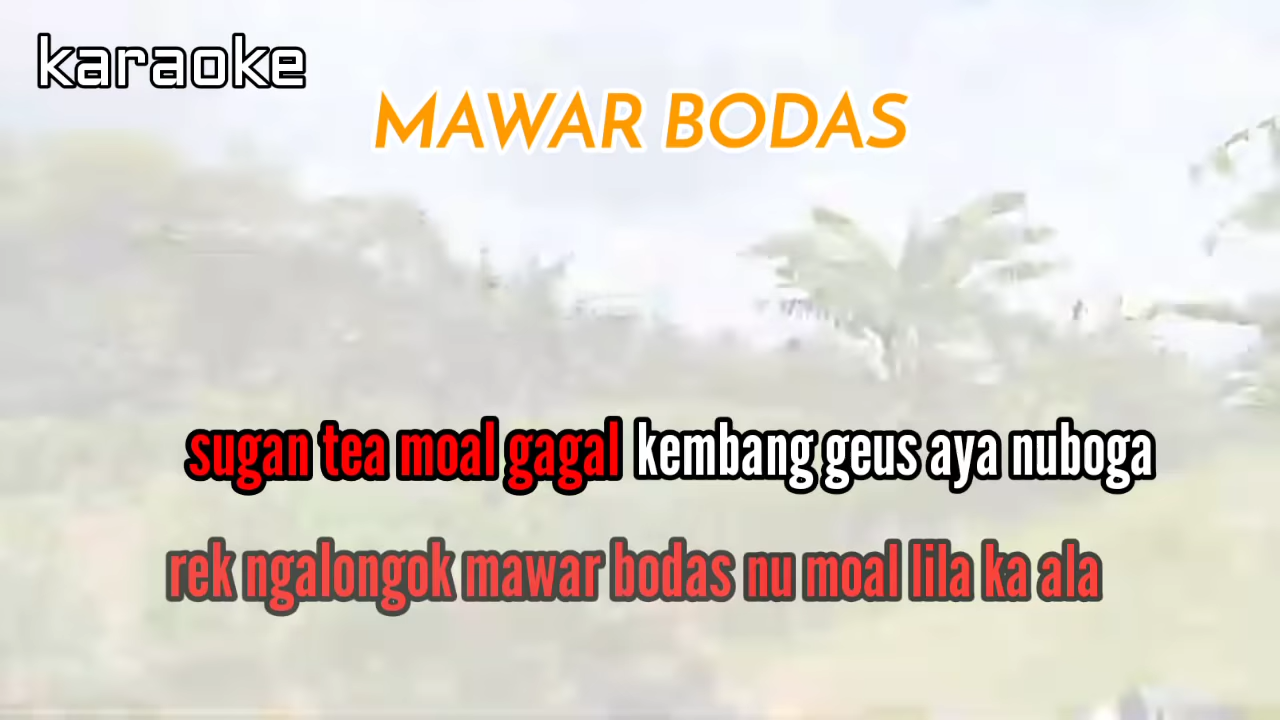 karaoke
MAWAR BODAS
sugan tea moal gagal kembang geus aya nuboga
rek ngalongok mawar bodas nu moal lila ka ala